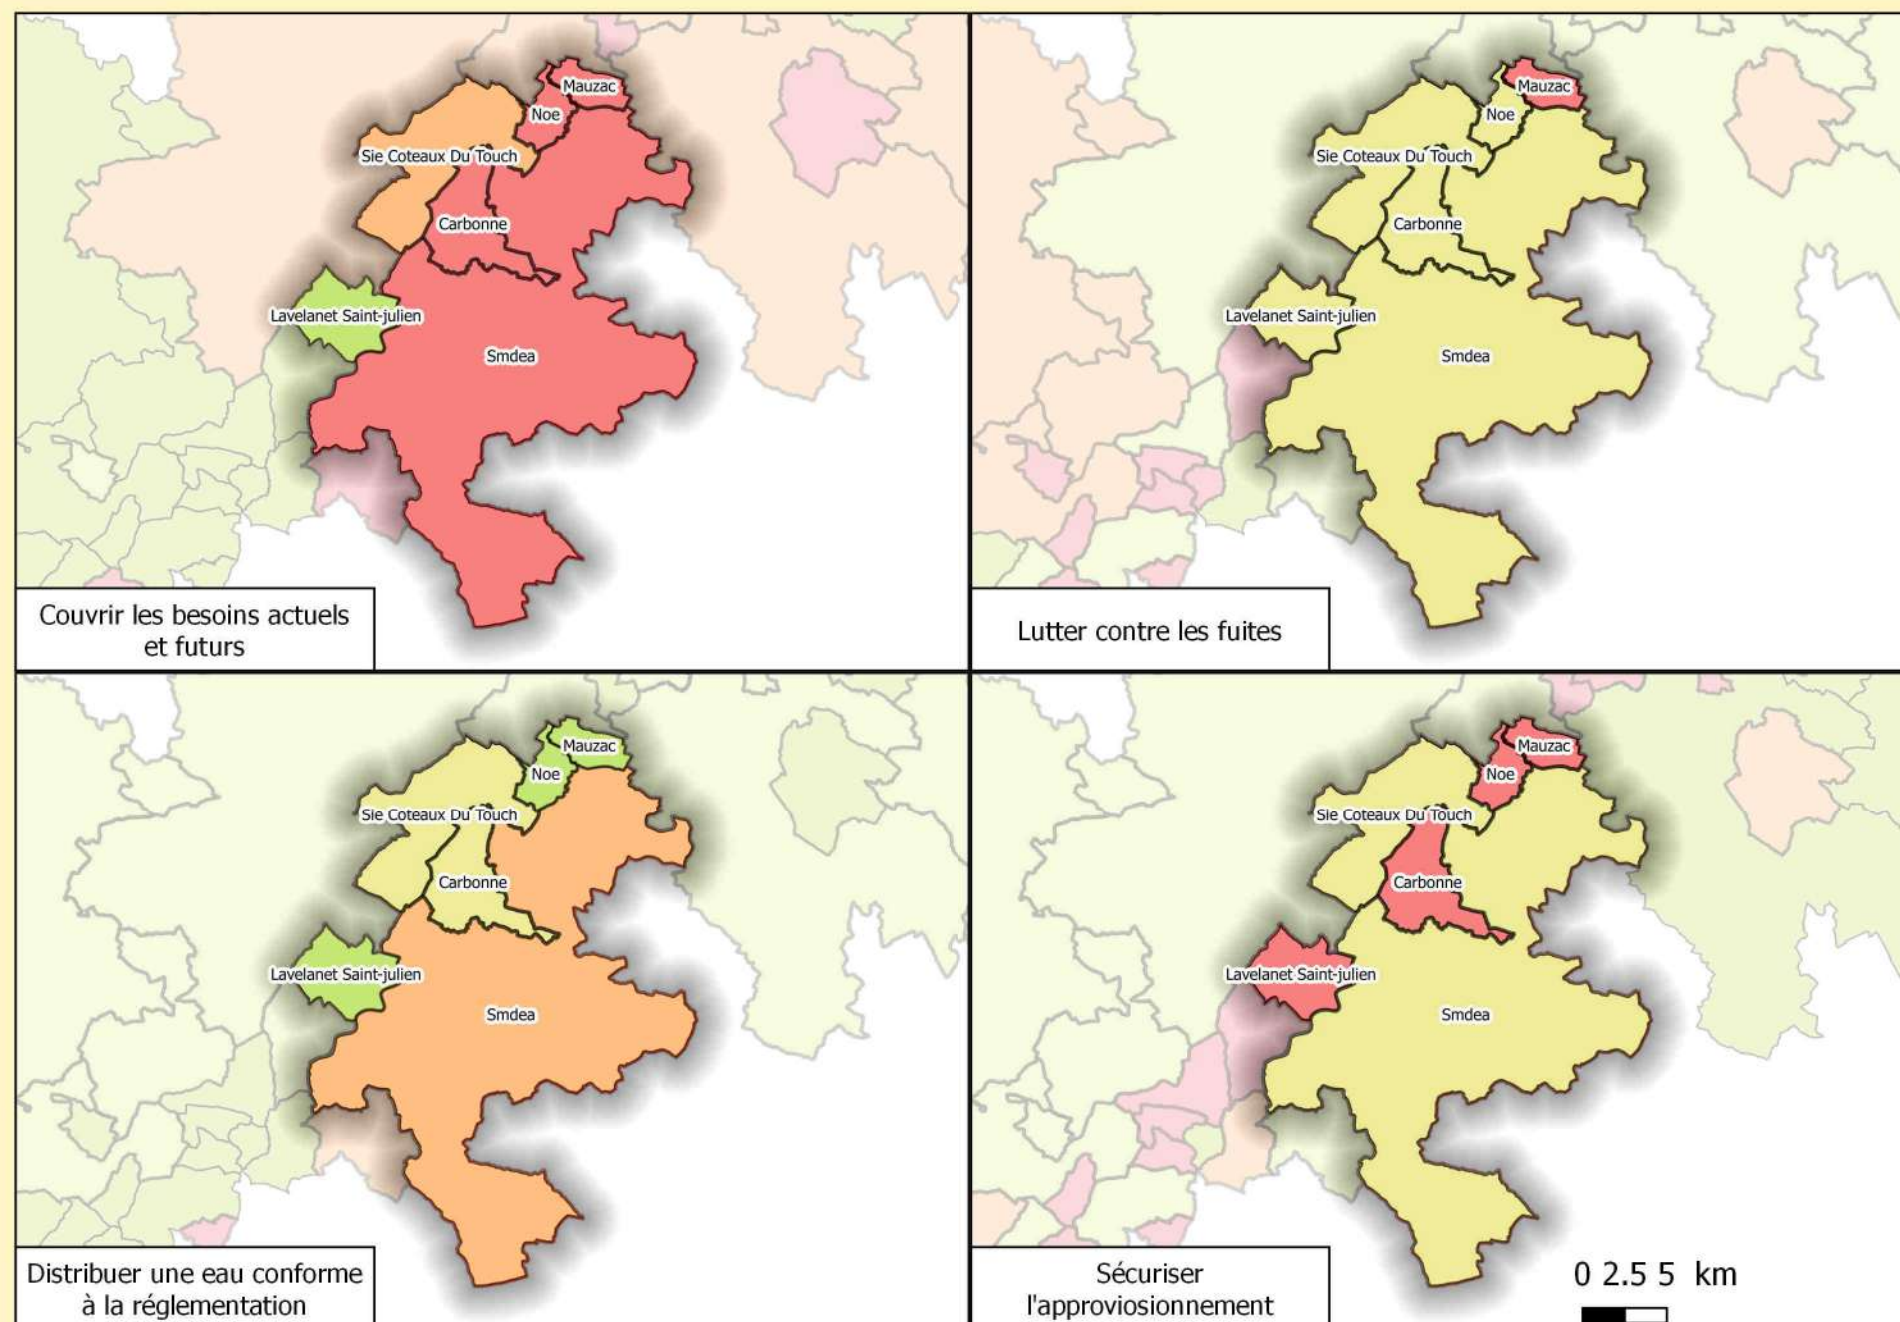 Mauzac
Noe
Sie Coteaux Du Touch
Carbonne
Lavelanet Saint-julien
Smdea
Couvrir les besoins actuels
et futurs
Mauzac
Noe
Sie Coteaux Du Touch
Carbonne
Lavelanet Saint-julien
Smdea
Lutter contre les fuites
Mauzac
Noe
Sie Coteaux Du Touch
Carbonne
Lavelanet Saint-julien
Smdea
Distribuer une eau conforme
à la réglementation
Mauzac
Noe
Sie Coteaux Du Touch
Carbonne
Lavelanet Saint-julien
Smdea
Sécuriser
l'approviosionnement
0 2.5 5 km